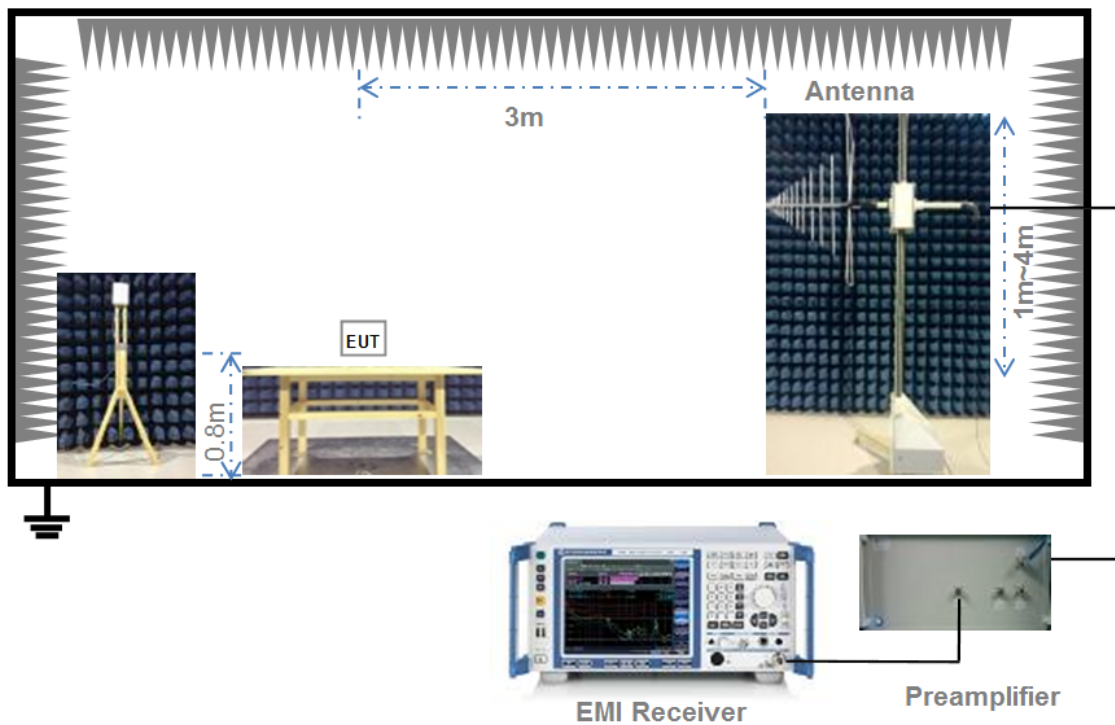 Antenna
3m
1m~4m
EUT
0.8m
EMI Receiver
Preamplifier